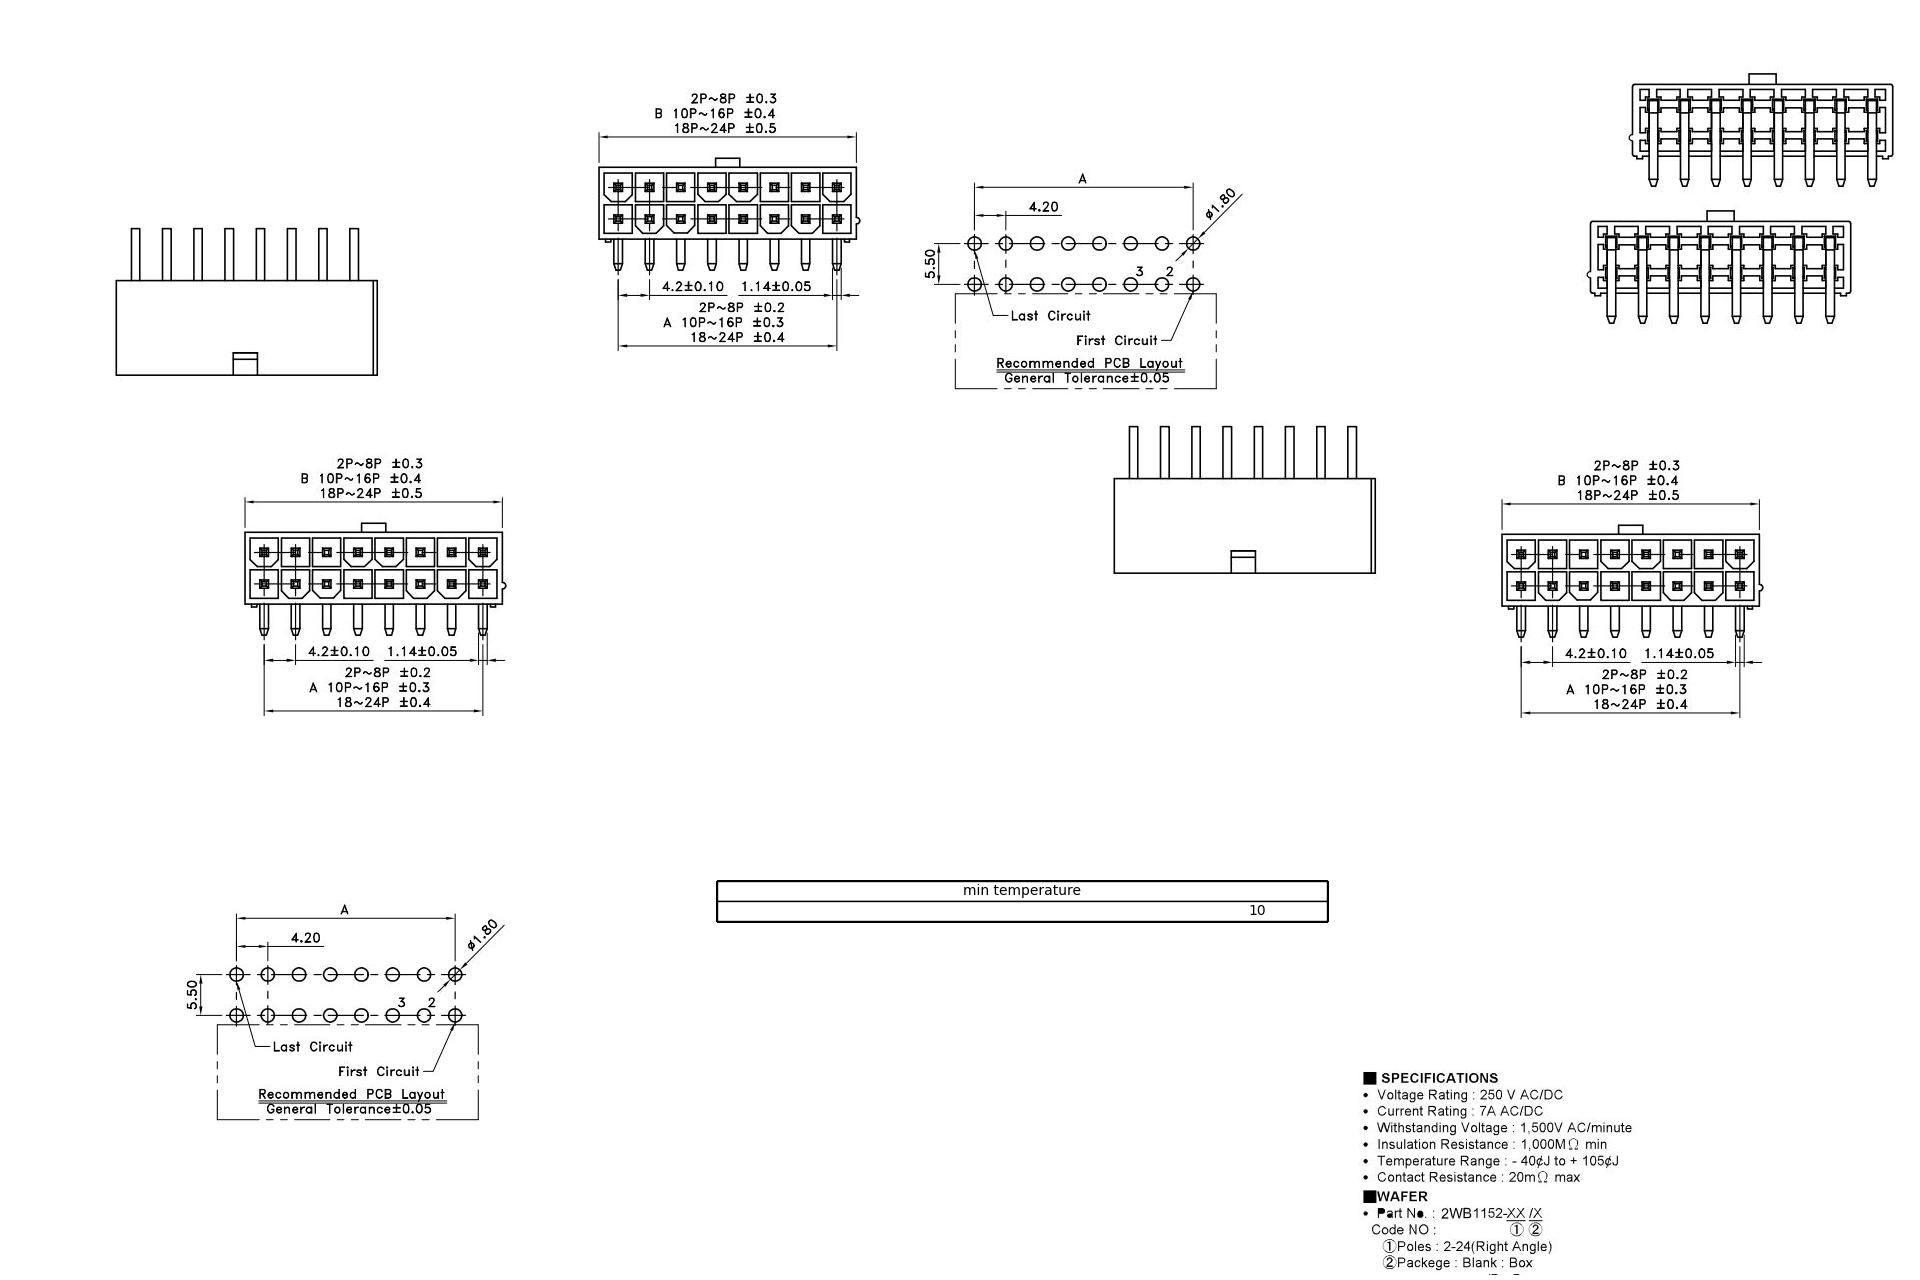 2P~8P ±0.3
B 10P~16P ±0.4
18P~24P ±0.5
4.2±0.10 1.14±0.05
2P~8P ±0.2
A 10P~16P ±0.3
18~24P ±0.4
A
4.20
ø1.80
5.50
3 2
Last Circuit
First Circuit
Recommended PCB Layout
General Tolerance±0.05
2P~8P ±0.3
B 10P~16P ±0.4
18P~24P ±0.5
4.2±0.10 1.14±0.05
2P~8P ±0.2
A 10P~16P ±0.3
18~24P ±0.4
2P~8P ±0.3
B 10P~16P ±0.4
18P~24P ±0.5
4.2±0.10 1.14±0.05
2P~8P ±0.2
A 10P~16P ±0.3
18~24P ±0.4
min temperature
10
A
4.20
ø1.80
5.50
3 2
Last Circuit
First Circuit
Recommended PCB Layout
General Tolerance±0.05
■ SPECIFICATIONS
• Voltage Rating : 250 V AC/DC
• Current Rating : 7A AC/DC
• Withstanding Voltage : 1,500V AC/minute
• Insulation Resistance : 1,000MΩ min
• Temperature Range : - 40¢J to + 105¢J
• Contact Resistance : 20mΩ max
■WAFER
• Part No. : 2WB1152-XX /X
Code NO : ① ②
①Poles : 2-24(Right Angle)
②Packege : Blank : Box